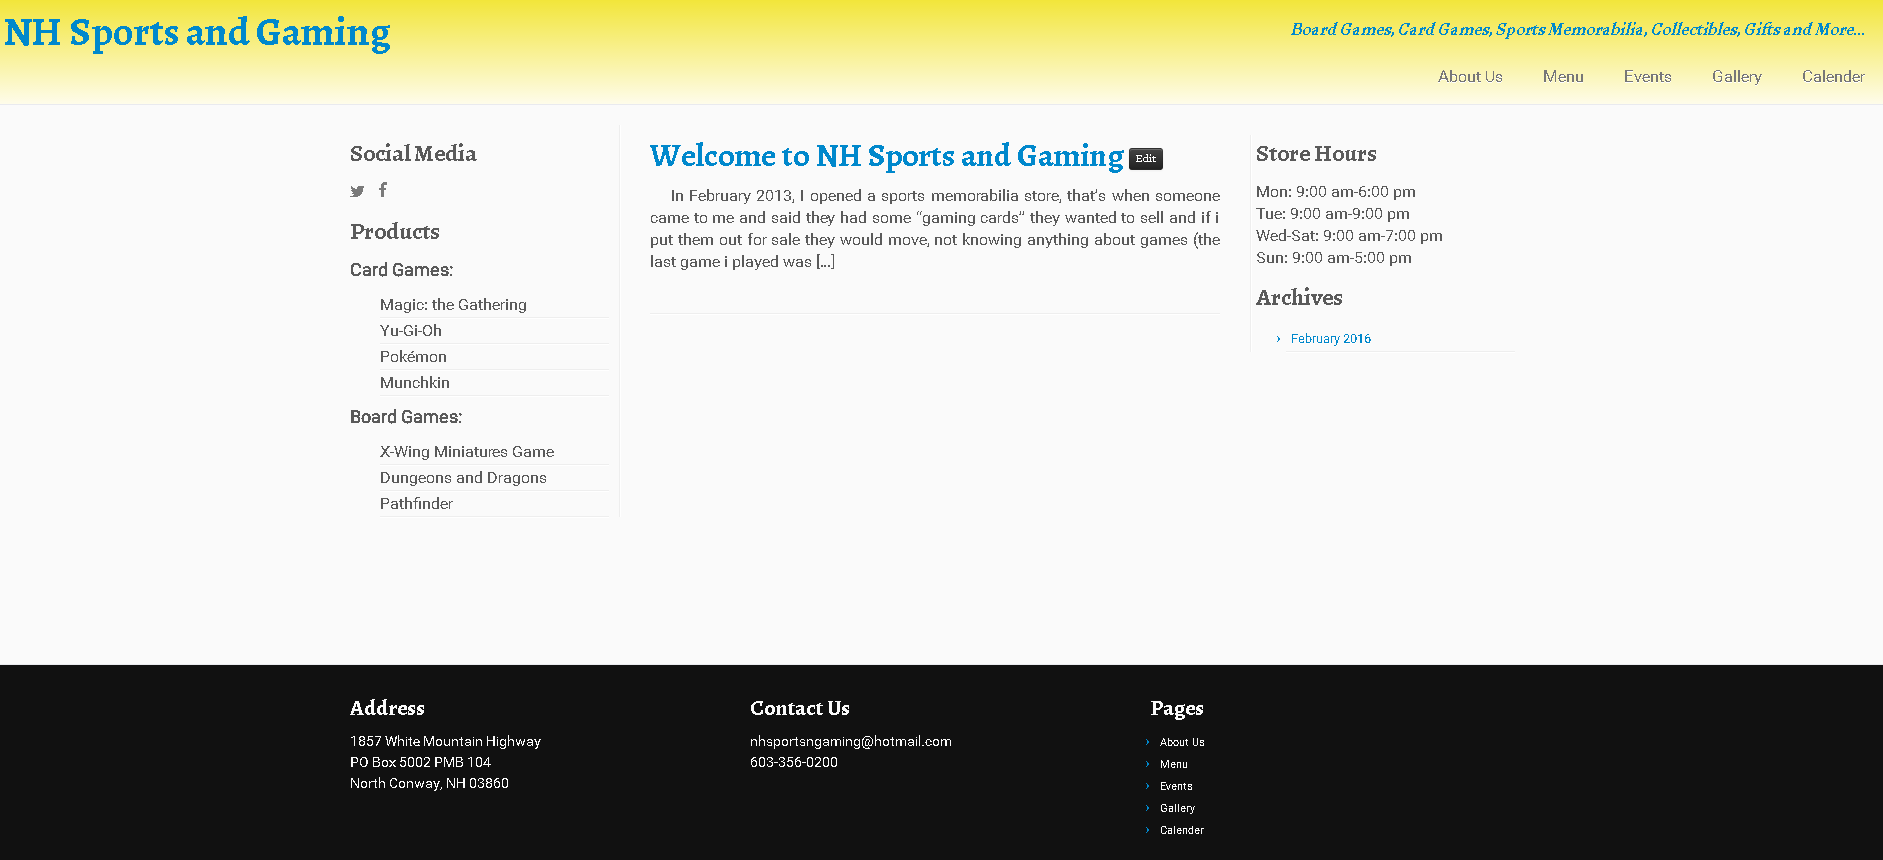 NH Sports and Gaming
Board Games, Card Games, Sports Memorabilia, Collectibles, Gifts and More...
About Us Menu Events Gallery Calender
Social Media
Products
Card Games:
Magic: the Gathering
Yu-Gi-Oh
Pokémon
Munchkin
Board Games:
X-Wing Miniatures Game
Dungeons and Dragons
Pathfinder
Welcome to NH Sports and Gaming Edit
In February 2013, I opened a sports memorabilia store, that’s when someone
came to me and said they had some “gaming cards” they wanted to sell and if i
put them out for sale they would move, not knowing anything about games (the
last game i played was [...]
Store Hours
Mon: 9:00 am-6:00 pm
Tue: 9:00 am-9:00 pm
Wed-Sat: 9:00 am-7:00 pm
Sun: 9:00 am-5:00 pm
Archives
› February 2016
Address
1857 White Mountain Highway
PO Box 5002 PMB 104
North Conway, NH 03860
Contact Us
nhsportsngaming@hotmail.com
603-356-0200
Pages
› About Us
› Menu
› Events
› Gallery
› Calender